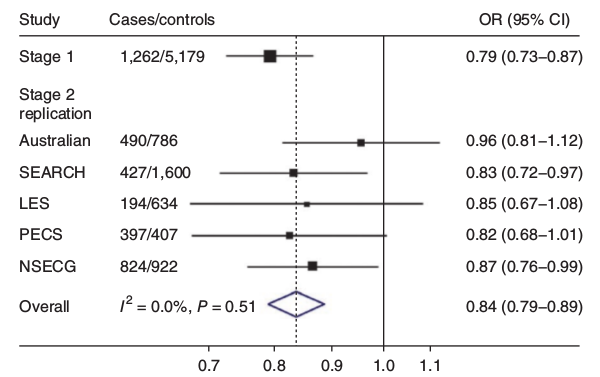 Study Cases/controls OR (95% CI)
Stage 1 1,262/5,179 0.79 (0.73–0.87)
Stage 2
replication
Australian 490/786 0.96 (0.81–1.12)
SEARCH 427/1,600 0.83 (0.72–0.97)
LES 194/634 0.85 (0.67–1.08)
PECS 397/407 0.82 (0.68–1.01)
NSECG 824/922 0.87 (0.76–0.99)
Overall I² = 0.0%, P = 0.51 0.84 (0.79–0.89)
0.7 0.8 0.9 1.0 1.1